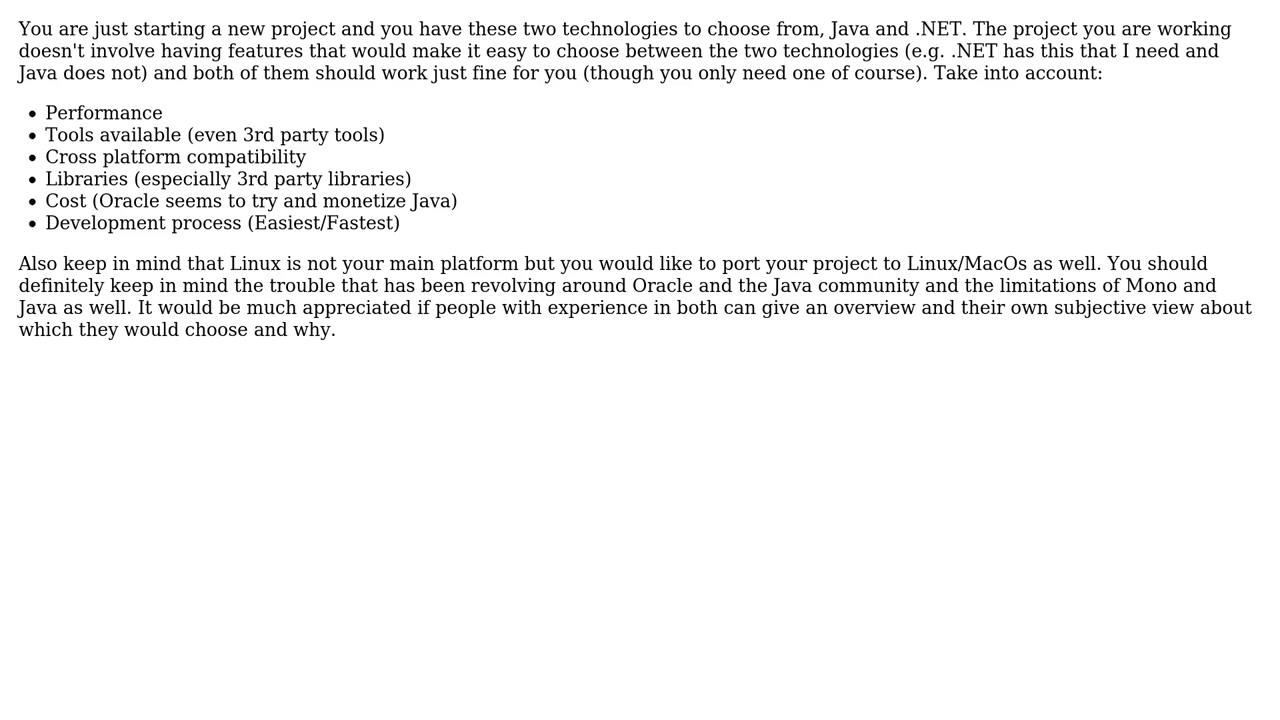 You are just starting a new project and you have these two technologies to choose from, Java and .NET. The project you are working
doesn't involve having features that would make it easy to choose between the two technologies (e.g. .NET has this that I need and
Java does not) and both of them should work just fine for you (though you only need one of course). Take into account:
• Performance
• Tools available (even 3rd party tools)
• Cross platform compatibility
• Libraries (especially 3rd party libraries)
• Cost (Oracle seems to try and monetize Java)
• Development process (Easiest/Fastest)
Also keep in mind that Linux is not your main platform but you would like to port your project to Linux/MacOs as well. You should
definitely keep in mind the trouble that has been revolving around Oracle and the Java community and the limitations of Mono and
Java as well. It would be much appreciated if people with experience in both can give an overview and their own subjective view about
which they would choose and why.